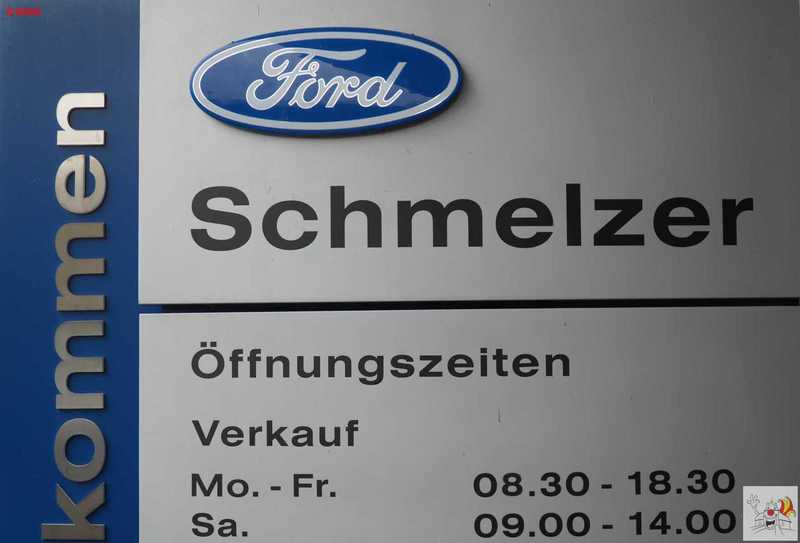 kommen
Ford
Schmelzer
Öffnungszeiten
Verkauf
Mo. - Fr. 08.30 - 18.30
Sa. 09.00 - 14.00